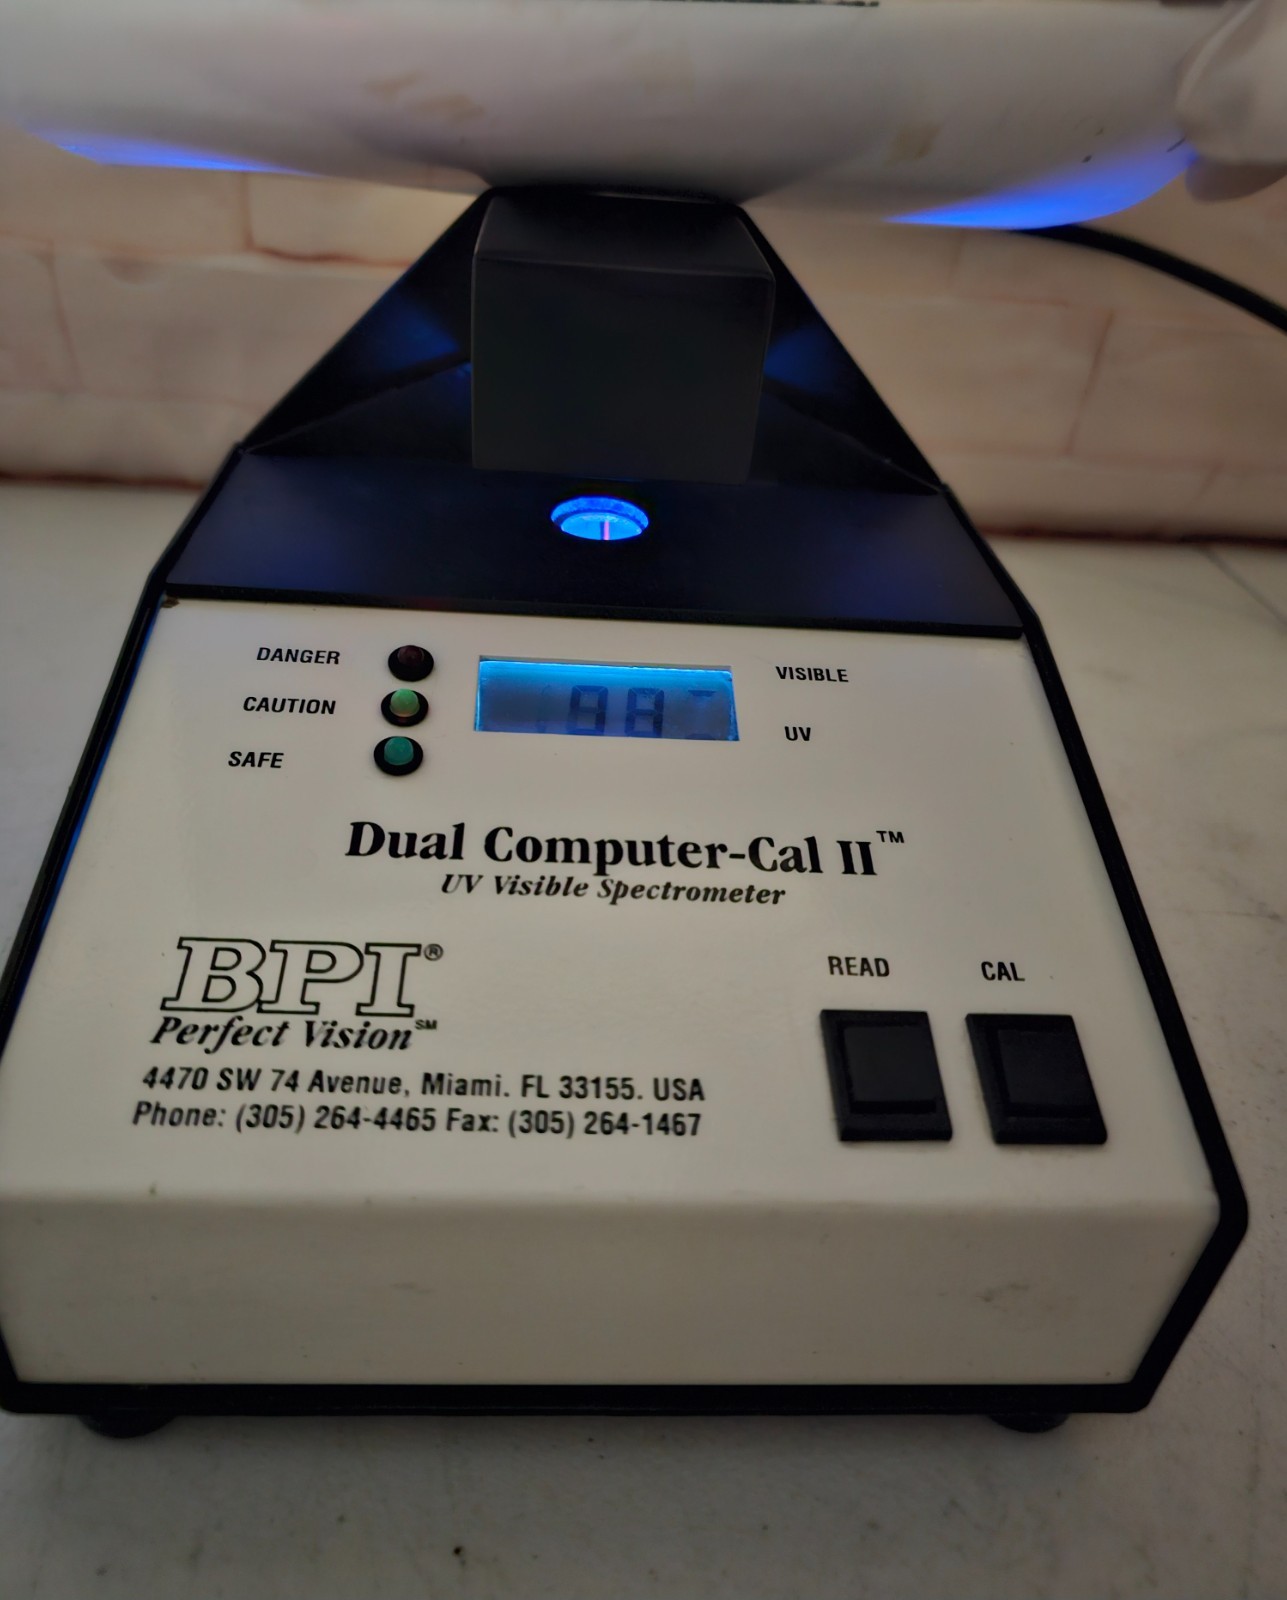 DANGER
CAUTION
SAFE
VISIBLE
UV
Dual Computer-Cal II™
UV Visible Spectrometer
BPI®
Perfect Vision℠
4470 SW 74 Avenue, Miami. FL 33155. USA
Phone: (305) 264-4465 Fax: (305) 264-1467
READ
CAL